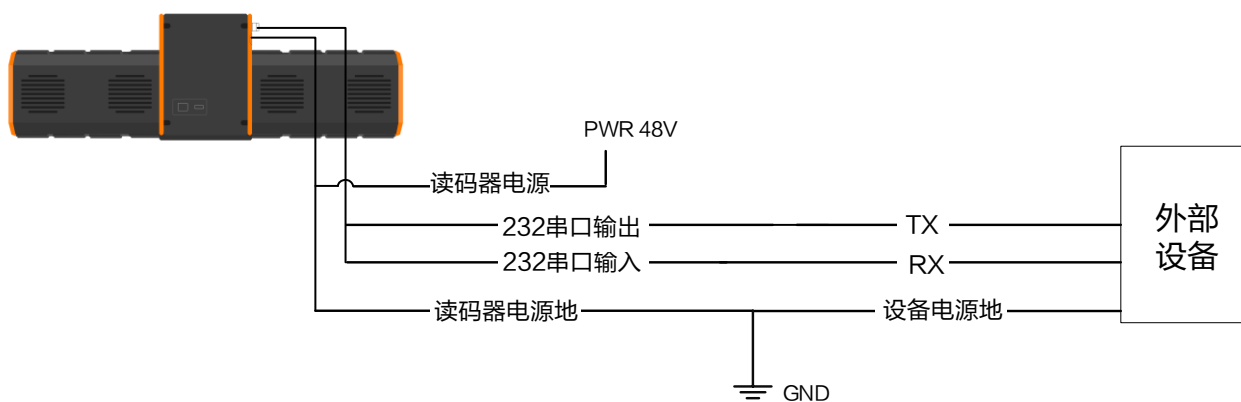 PWR 48V
读码器电源
232串口输出 TX
232串口输入 RX
外部
设备
读码器电源地 设备电源地
GND